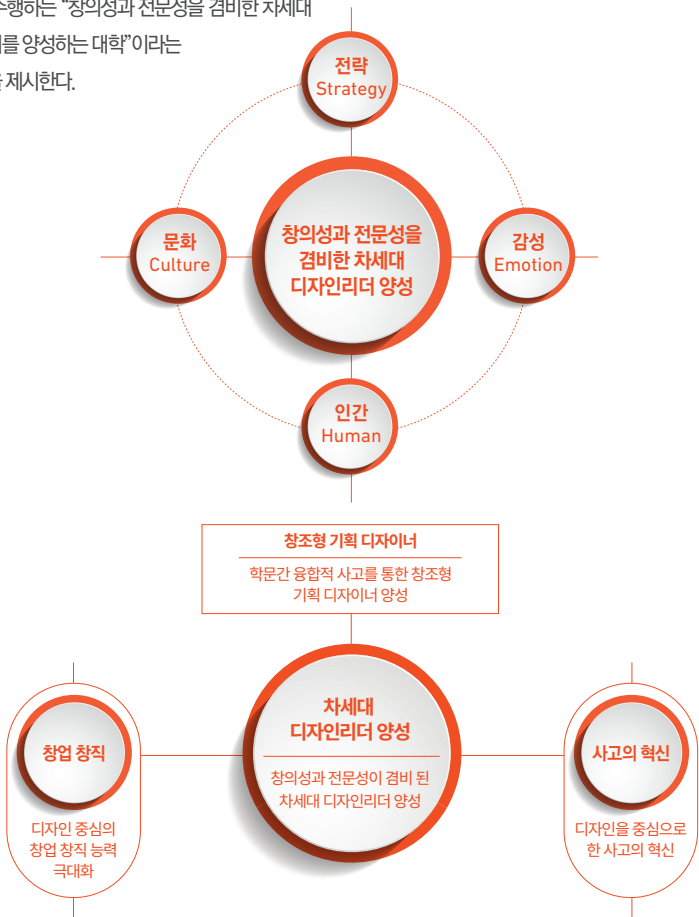 수행하는 “창의성과 전문성을 겸비한 차세대
를 양성하는 대학”이라는
제시한다.
전략
Strategy
문화
Culture
창의성과 전문성을
겸비한 차세대
디자인리더 양성
감성
Emotion
인간
Human
창조형 기획 디자이너
학문간 융합적 사고를 통한 창조형
기획 디자이너 양성
차세대
디자인리더 양성
창의성과 전문성이 겸비 된
차세대 디자인리더 양성
창업 창직
디자인 중심의
창업 창직 능력
극대화
사고의 혁신
디자인을 중심으로
한 사고의 혁신